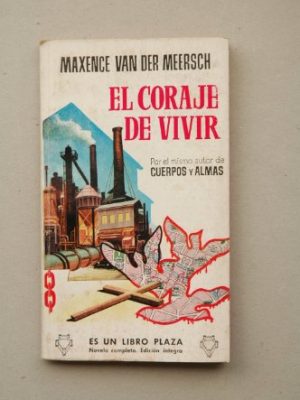 MAXENCE VAN DER MEERSCH
EL CORAJE
DE VIVIR
Por el mismo autor de
CUERPOS y ALMAS
ES UN LIBRO PLAZA
Novela completa. Edición íntegra